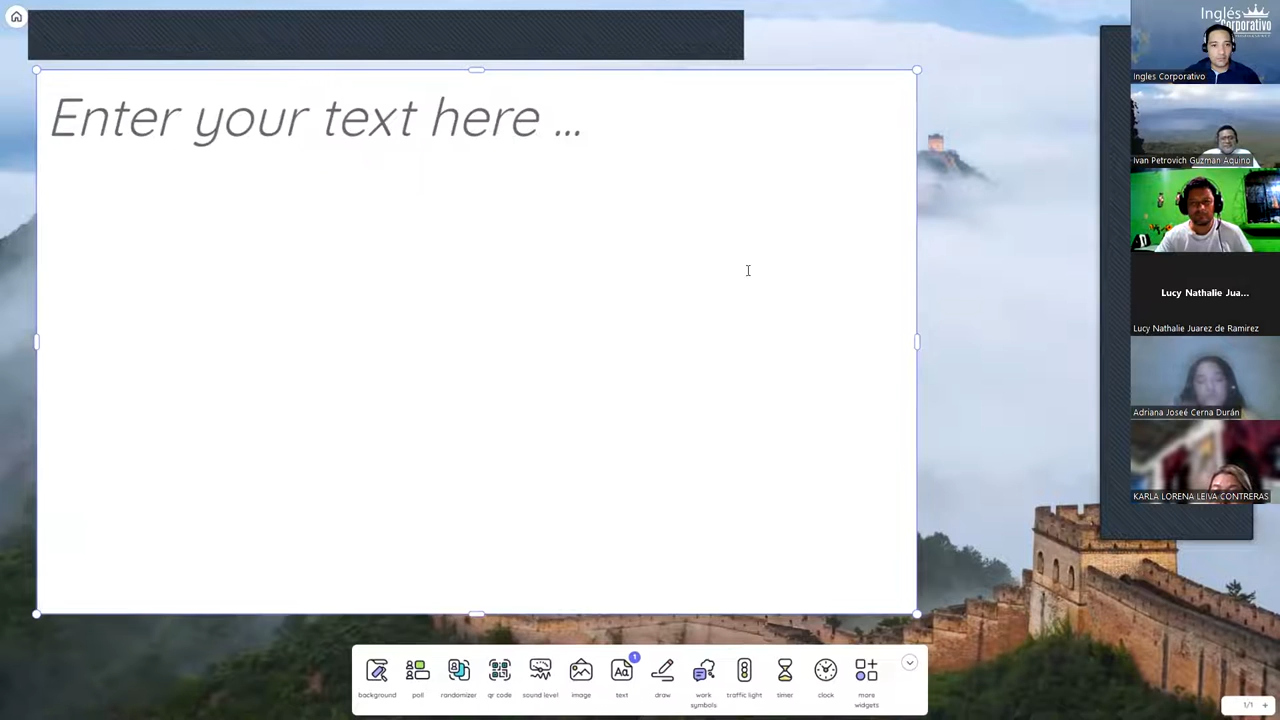 Inglés
Corporativo
Ingles Corporativo
Enter your text here ...
Ivan Petrovich Guzman Aquino
Lucy Nathalie Jua...
Lucy Nathalie Juarez de Ramirez
Adriana Joseé Cerna Durán
KARLA LORENA LEIVA CONTRERAS
1
background
poll
randomizer
qr code
sound level
image
text
draw
work
symbols
traffic light
timer
clock
more
widgets
1/1